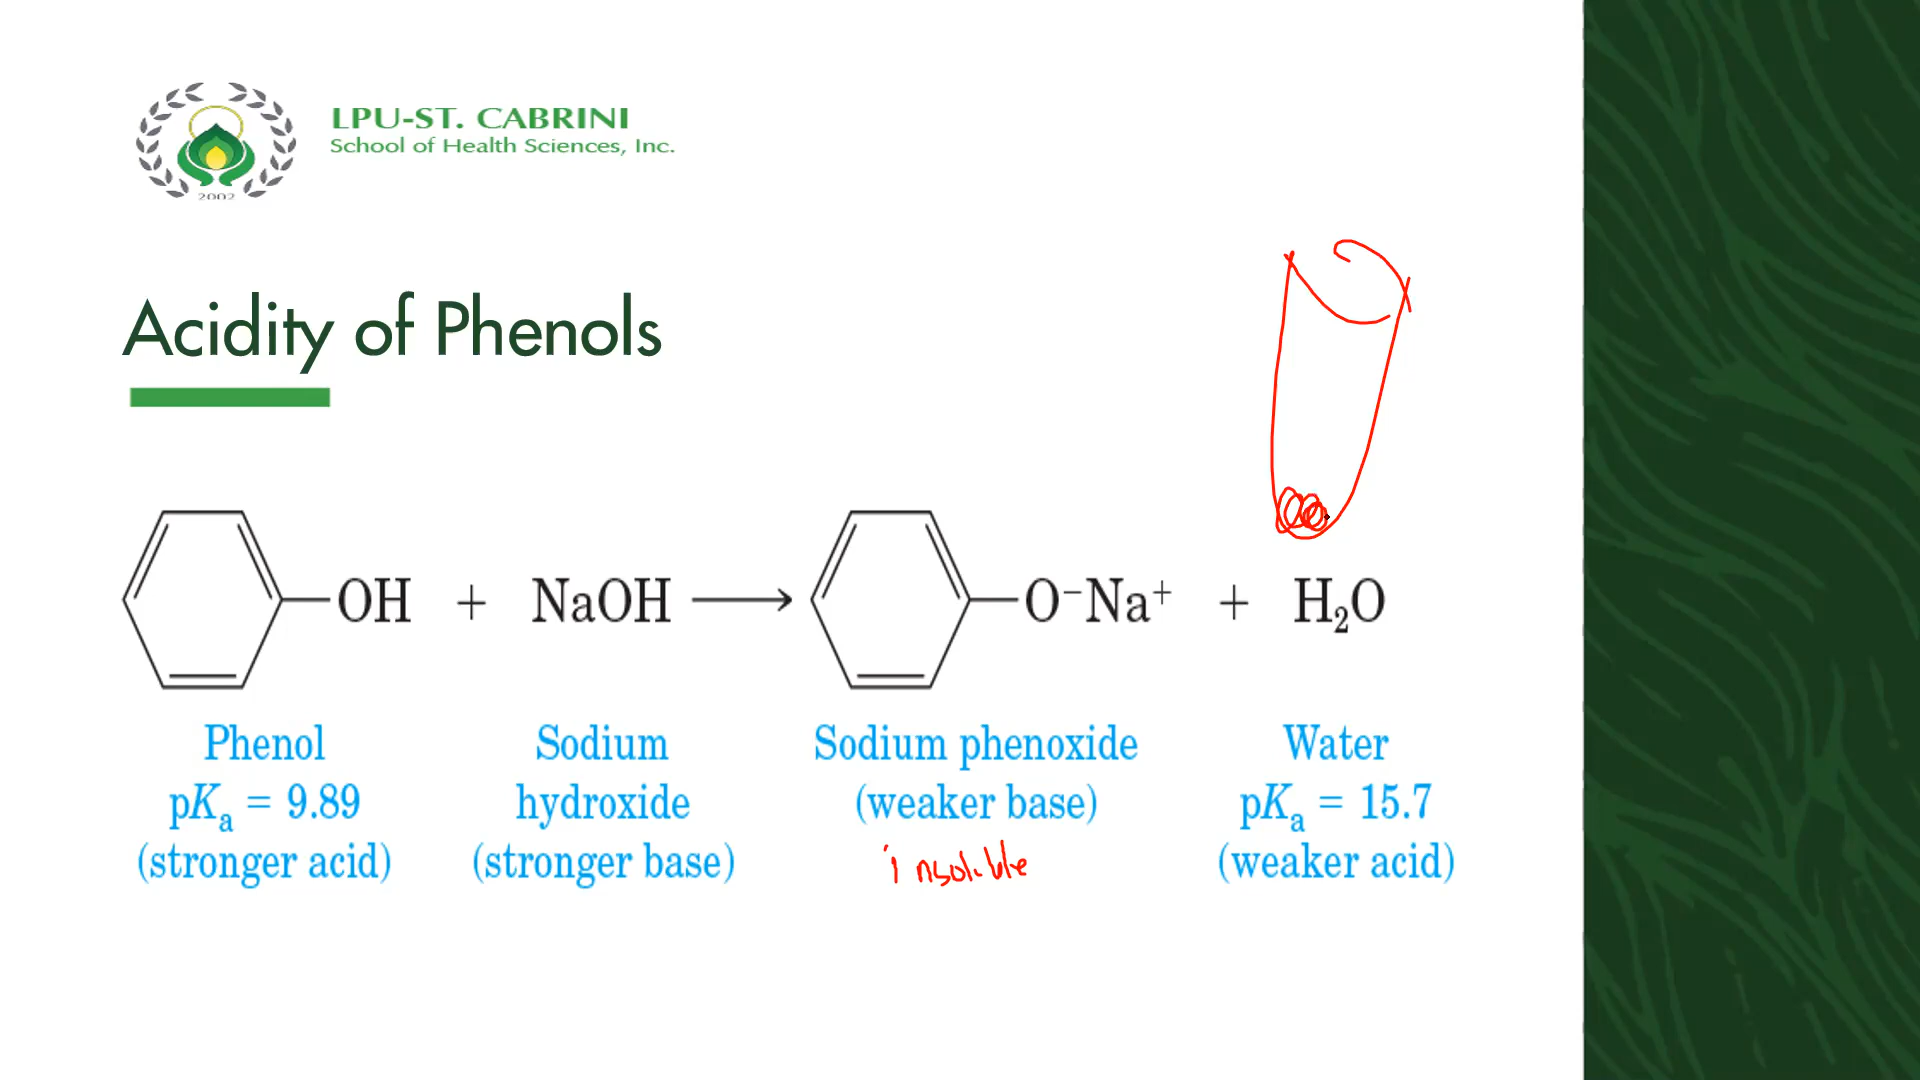 2002
LPU-ST. CABRINI
School of Health Sciences, Inc.
Acidity of Phenols
OH + NaOH ⟶ O⁻Na⁺ + H₂O
Phenol Sodium Sodium phenoxide Water
pKₐ = 9.89 hydroxide (weaker base) pKₐ = 15.7
(stronger acid) (stronger base) insoluble (weaker acid)